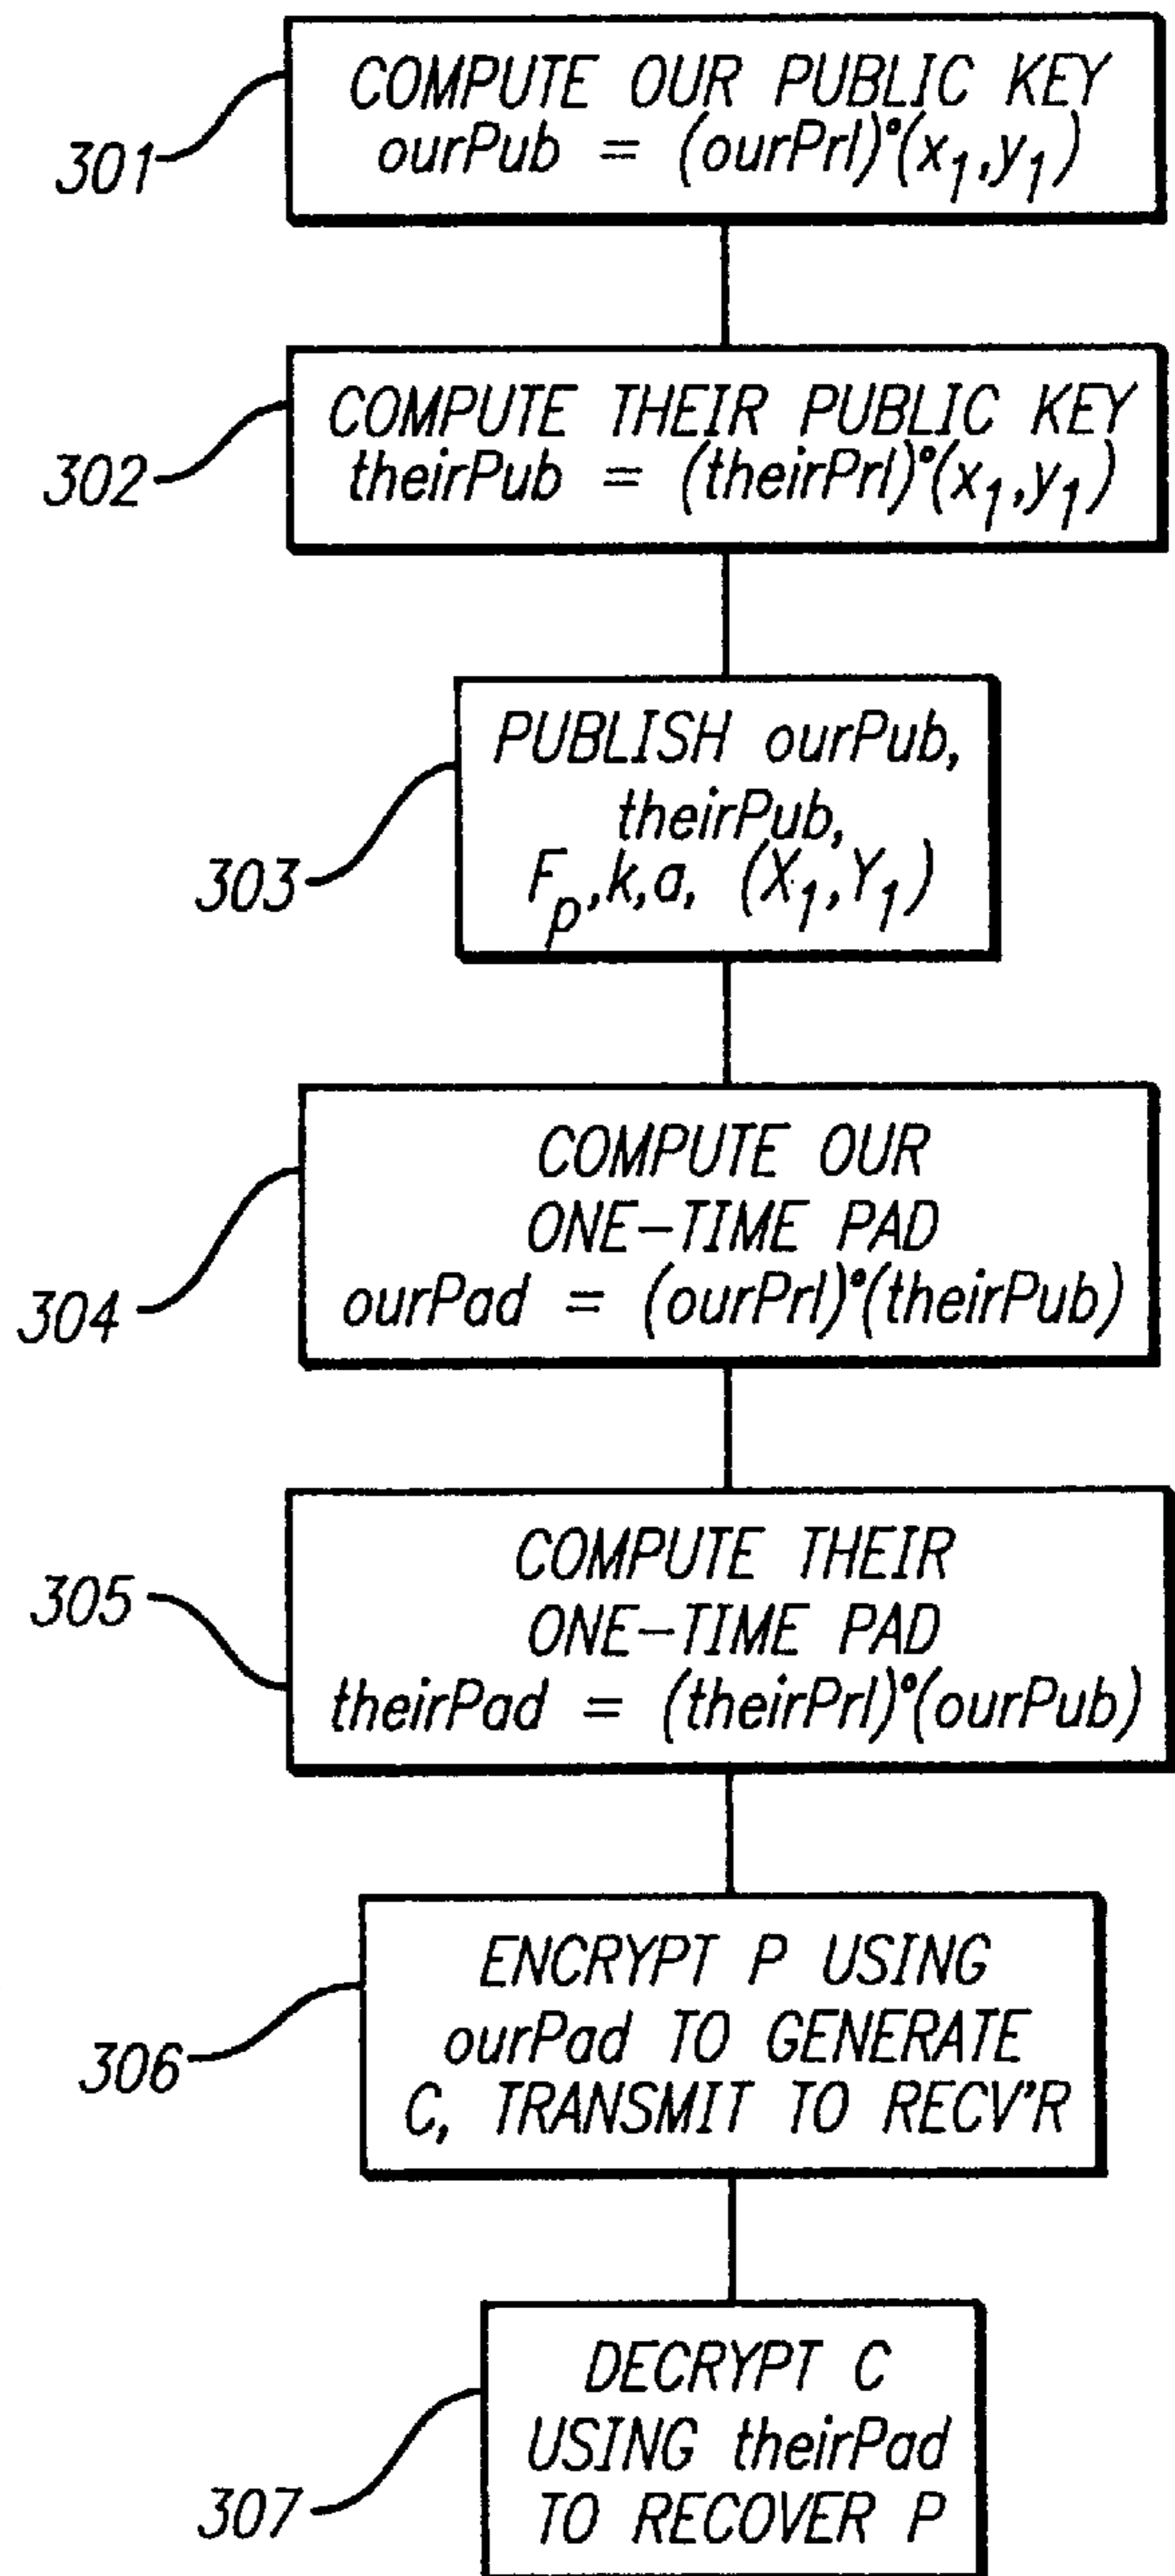 COMPUTE OUR PUBLIC KEY
ourPub = (ourPrI)°(x₁,y₁)
301
COMPUTE THEIR PUBLIC KEY
theirPub = (theirPrI)°(x₁,y₁)
302
PUBLISH ourPub,
theirPub,
Fₚ,k,a, (X₁,Y₁)
303
COMPUTE OUR
ONE-TIME PAD
ourPad = (ourPrI)°(theirPub)
304
COMPUTE THEIR
ONE-TIME PAD
theirPad = (theirPrI)°(ourPub)
305
ENCRYPT P USING
ourPad TO GENERATE
C, TRANSMIT TO RECV'R
306
DECRYPT C
USING theirPad
TO RECOVER P
307